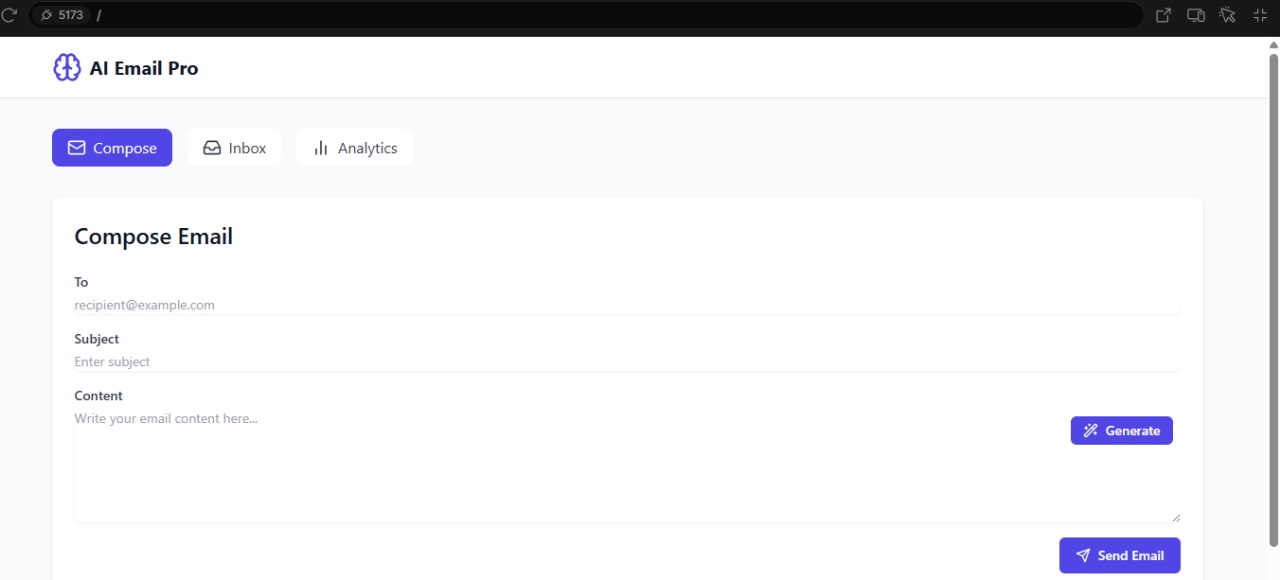 5173 /
AI Email Pro
Compose Inbox Analytics
Compose Email
To
recipient@example.com
Subject
Enter subject
Content
Write your email content here...
Generate
Send Email